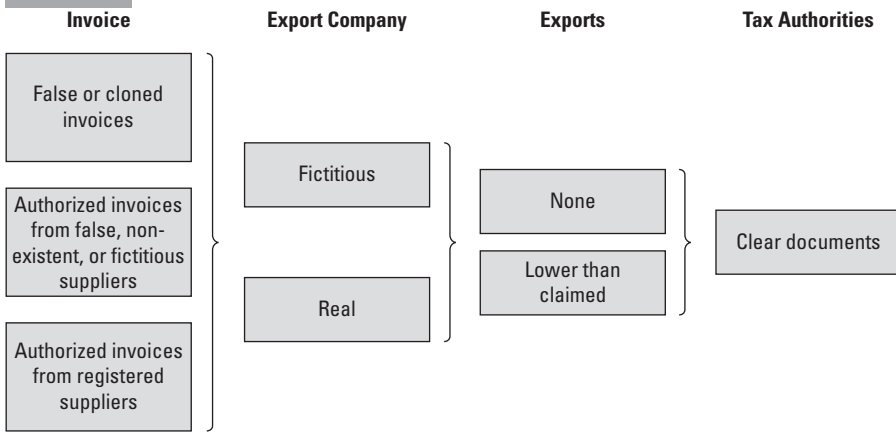 Invoice
Export Company
Exports
Tax Authorities
False or cloned
invoices
Authorized invoices
from false, non-
existent, or fictitious
suppliers
Authorized invoices
from registered
suppliers
Fictitious
Real
None
Lower than
claimed
Clear documents